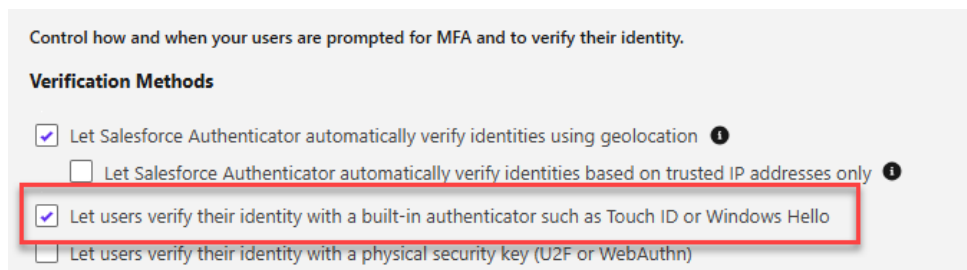 Control how and when your users are prompted for MFA and to verify their identity.
Verification Methods
Let Salesforce Authenticator automatically verify identities using geolocation
Let Salesforce Authenticator automatically verify identities based on trusted IP addresses only
Let users verify their identity with a built-in authenticator such as Touch ID or Windows Hello
Let users verify their identity with a physical security key (U2F or WebAuthn)